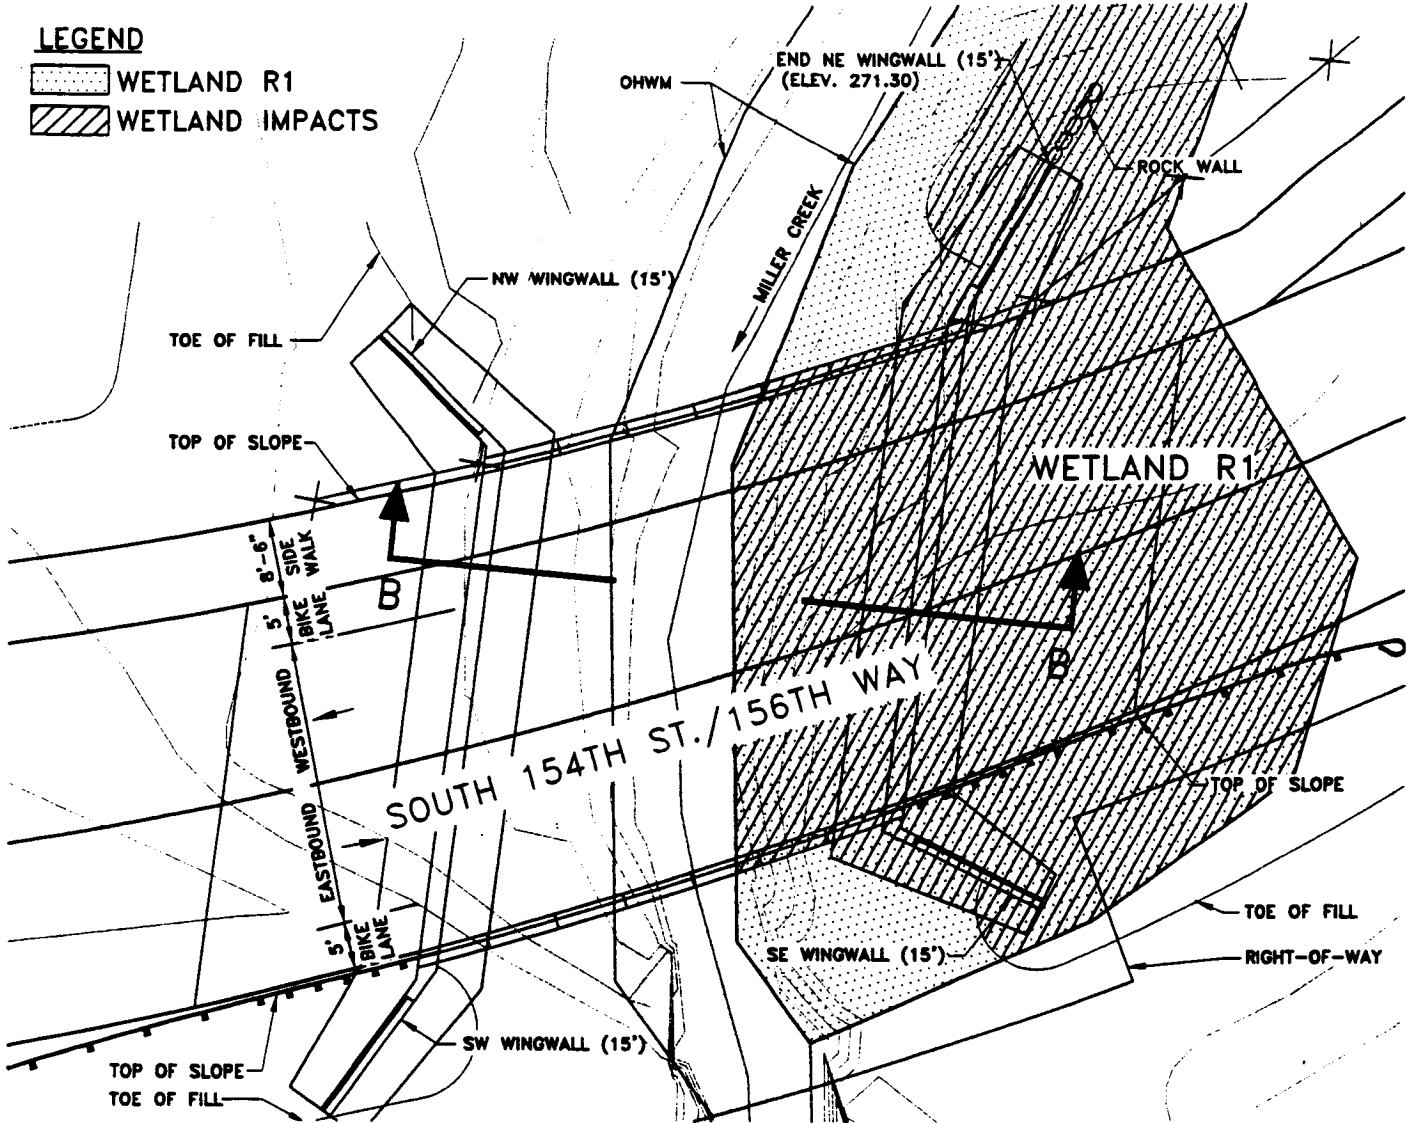 LEGEND
WETLAND R1
WETLAND IMPACTS
OHWM
END NE WINGWALL (15')
(ELEV. 271.30)
ROCK WALL
MILLER CREEK
NW WINGWALL (15')
TOE OF FILL
TOP OF SLOPE
WETLAND R1
8'-6"
SIDE
WALK
5'
BIKE
LANE
B
B
WESTBOUND
SOUTH 154TH ST./156TH WAY
EASTBOUND
TOP OF SLOPE
5'
BIKE
LANE
TOE OF FILL
SE WINGWALL (15')
RIGHT-OF-WAY
SW WINGWALL (15')
TOP OF SLOPE
TOE OF FILL